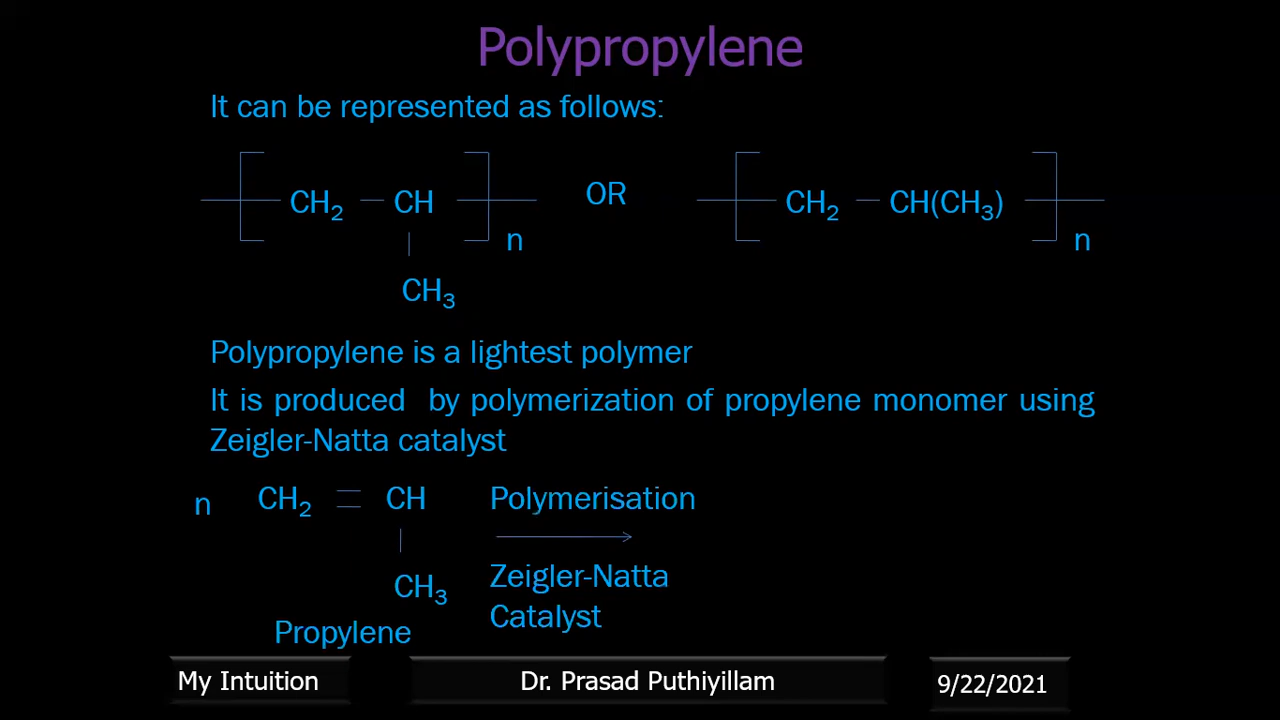 Polypropylene
It can be represented as follows:
CH2 — CH n OR CH2 — CH(CH3) n
CH3
Polypropylene is a lightest polymer
It is produced by polymerization of propylene monomer using
Zeigler-Natta catalyst
n CH2 = CH Polymerisation
CH3 Zeigler-Natta
Catalyst
Propylene
My Intuition Dr. Prasad Puthiyillam 9/22/2021